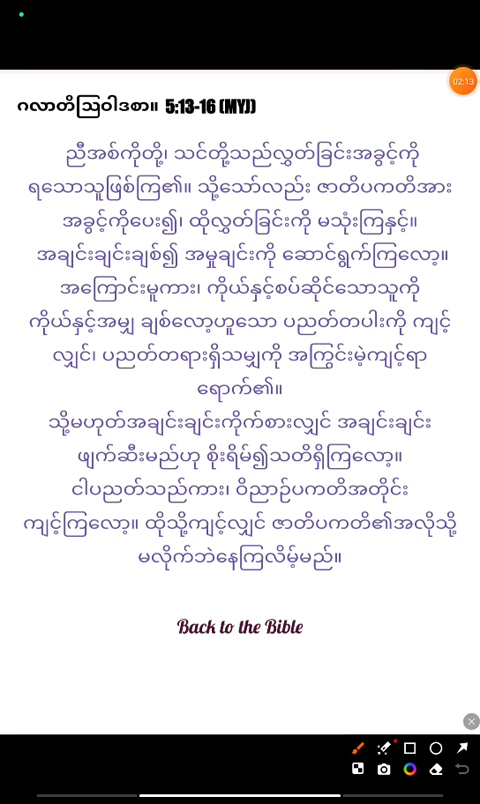 02:13
ဂလာတိဩဝါဒစာ။ 5:13-16 (MYJ)
ညီအစ်ကိုတို့၊ သင်တို့သည်လွှတ်ခြင်းအခွင့်ကို
ရသောသူဖြစ်ကြ၏။ သို့သော်လည်း ဇာတိပကတိအား
အခွင့်ကိုပေး၍၊ ထိုလွှတ်ခြင်းကို မသုံးကြနှင့်။
အချင်းချင်းချစ်၍ အမှုချင်းကို ဆောင်ရွက်ကြလော့။
အကြောင်းမူကား၊ ကိုယ်နှင့်စပ်ဆိုင်သောသူကို
ကိုယ်နှင့်အမျှ ချစ်လော့ဟူသော ပညတ်တပါးကို ကျင့်
လျှင်၊ ပညတ်တရားရှိသမျှကို အကြွင်းမဲ့ကျင့်ရာ
ရောက်၏။
သို့မဟုတ်အချင်းချင်းကိုက်စားလျှင် အချင်းချင်း
ဖျက်ဆီးမည်ဟု စိုးရိမ်၍သတိရှိကြလော့။
ငါပညတ်သည်ကား၊ ဝိညာဉ်ပကတိအတိုင်း
ကျင့်ကြလော့။ ထိုသို့ကျင့်လျှင် ဇာတိပကတိ၏အလိုသို့
မလိုက်ဘဲနေကြလိမ့်မည်။
Back to the Bible